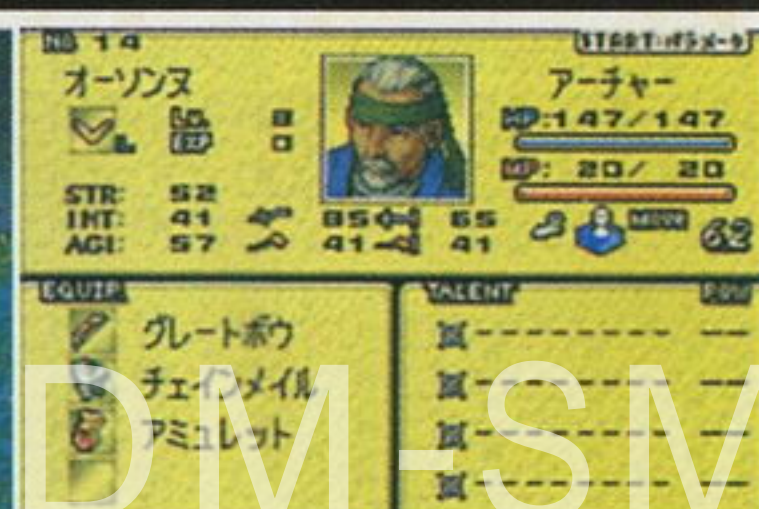 NO. 14
START:パラメータ
オーソンヌ
アーチャー
EXP 0
HP:147/147
MP: 20/ 20
STR: 52
INT: 41 85 65
AGI: 57 41 41
MOVE 62
EQUIP
TALENT
グレートボウ
チェインメイル
アミュレット
DM-SM